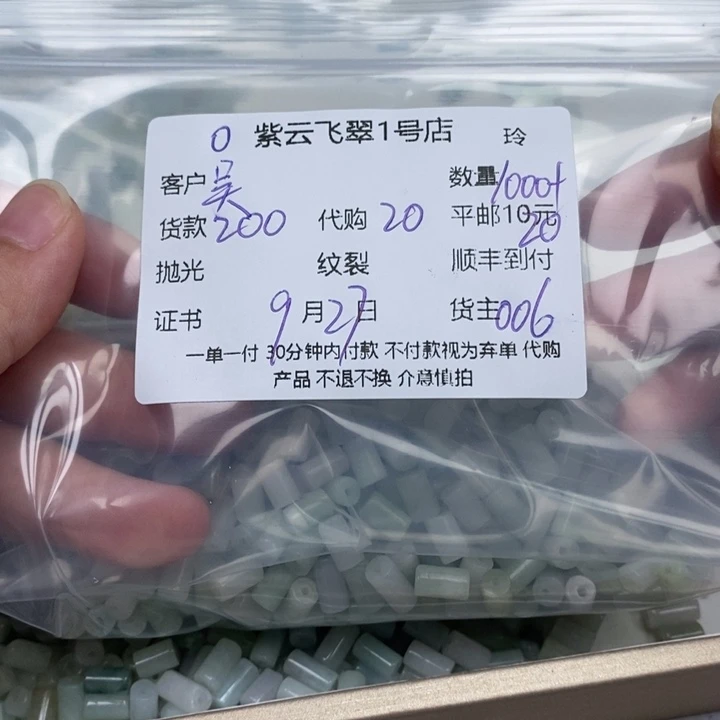 0 紫云飞翠1号店 玲
客户 吴 数量 1000+
货款 200 代购 20 平邮10元 20
抛光 纹裂 顺丰到付
证书 9月27日 货主 006
一单一付 30分钟内付款 不付款视为弃单 代购
产品 不退不换 介意慎拍